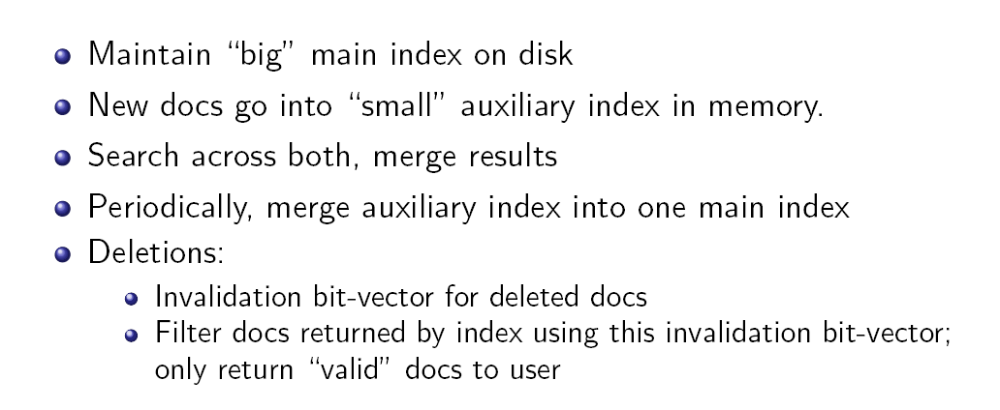 Maintain “big” main index on disk
New docs go into “small” auxiliary index in memory.
Search across both, merge results
Periodically, merge auxiliary index into one main index
Deletions:
Invalidation bit-vector for deleted docs
Filter docs returned by index using this invalidation bit-vector;
only return “valid” docs to user